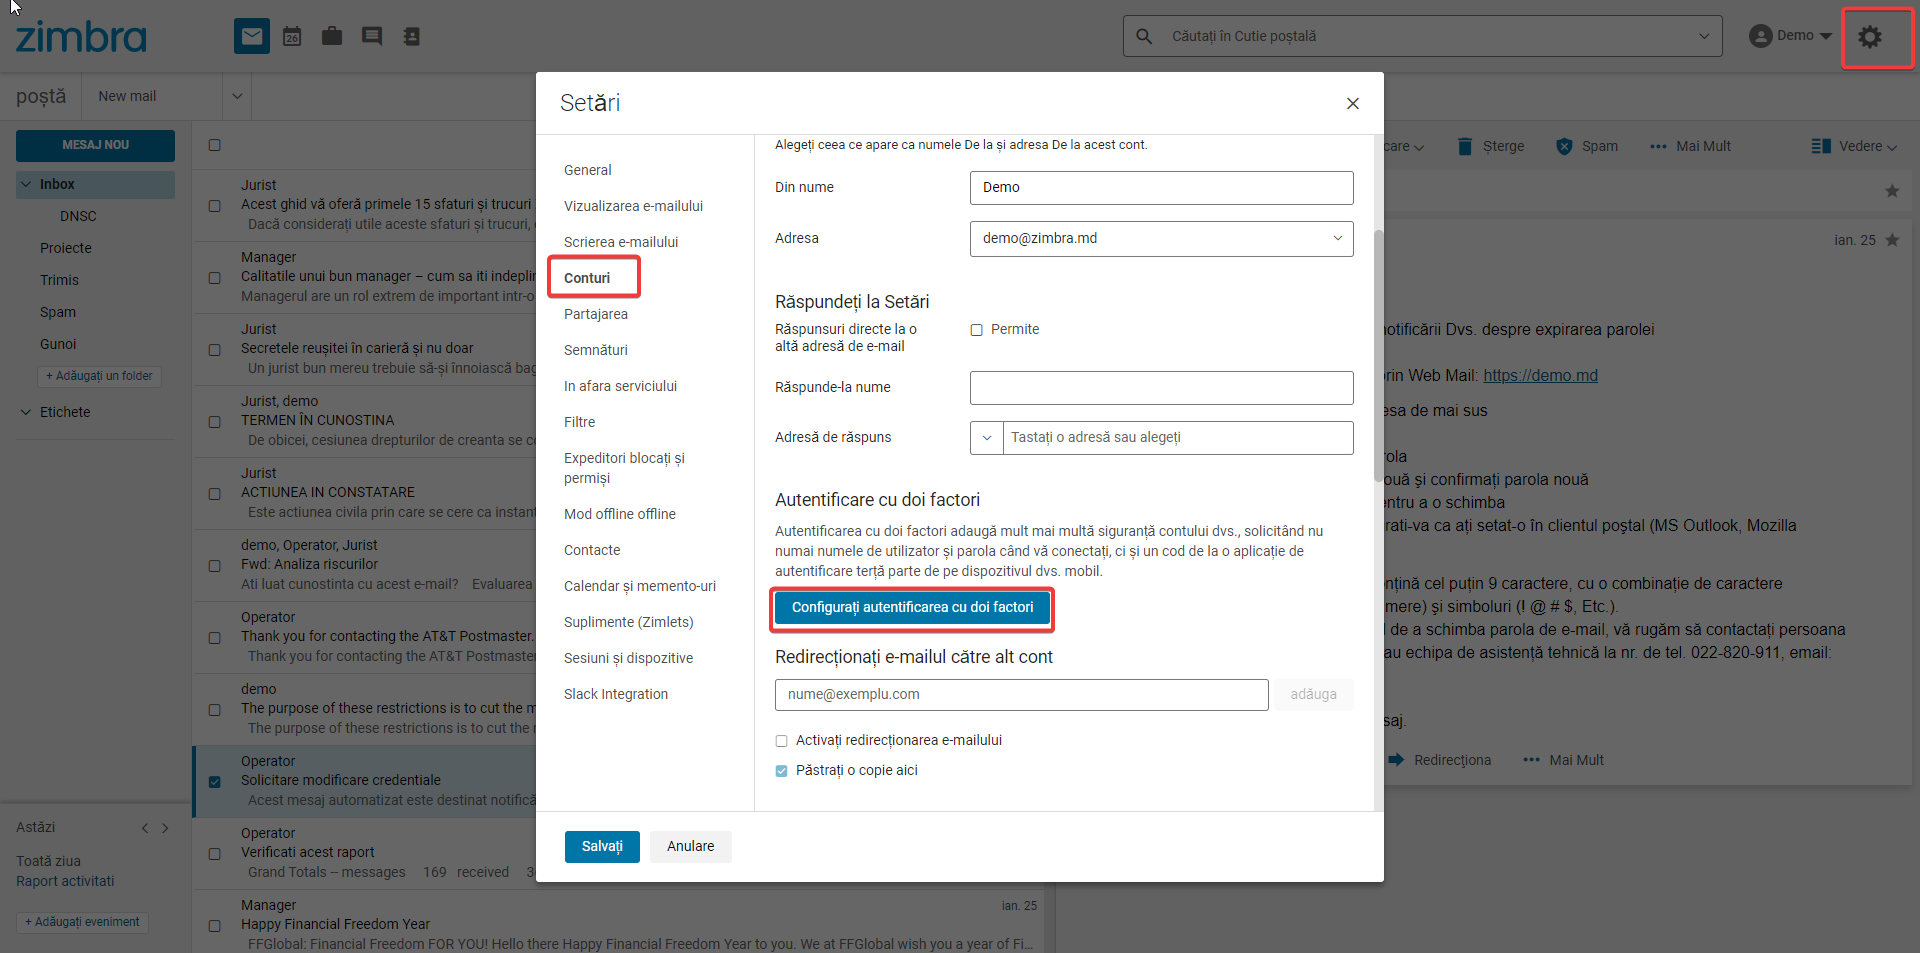 zimbra
26
Căutați în Cutie poștală
Demo
poștă
New mail
MESAJ NOU
Inbox
DNSC
Proiecte
Trimis
Spam
Gunoi
+ Adăugați un folder
Etichete
Astăzi
Toată ziua
Raport activitati
+ Adăugați eveniment
Jurist
Acest ghid vă oferă primele 15 sfaturi și trucuri
Dacă considerați utile aceste sfaturi și trucuri,
Manager
Calitatile unui bun manager – cum sa iti indeplin
Managerul are un rol extrem de important intr-o
Jurist
Secretele reușitei în carieră și nu doar
Un jurist bun mereu trebuie să-și înnoiască bag
Jurist, demo
TERMEN ÎN CUNOSTINA
De obicei, cesiunea drepturilor de creanta se co
Jurist
ACTIUNEA IN CONSTATARE
Este actiunea civila prin care se cere ca instant
demo, Operator, Jurist
Fwd: Analiza riscurilor
Ati luat cunostinta cu acest e-mail? Evaluarea
Operator
Thank you for contacting the AT&T Postmaster.
Thank you for contacting the AT&T Postmaster
demo
The purpose of these restrictions is to cut the m
The purpose of these restrictions is to cut the
Operator
Solicitare modificare credentiale
Acest mesaj automatizat este destinat notifică
Operator
Verificati acest raport
Grand Totals -- messages 169 received
Manager
ian. 25
Happy Financial Freedom Year
FFGlobal: Financial Freedom FOR YOU! Hello there Happy Financial Freedom Year to you. We at FFGlobal wish you a year of Fi...
Setări
General
Vizualizarea e-mailului
Scrierea e-mailului
Conturi
Partajarea
Semnături
In afara serviciului
Filtre
Expeditori blocați și
permiși
Mod offline offline
Contacte
Calendar și memento-uri
Suplimente (Zimlets)
Sesiuni și dispozitive
Slack Integration
Alegeți ceea ce apare ca numele De la și adresa De la acest cont.
Din nume
Demo
Adresa
demo@zimbra.md
Răspundeți la Setări
Răspunsuri directe la o
altă adresă de e-mail
Permite
Răspunde-la nume
Adresă de răspuns
Tastați o adresă sau alegeți
Autentificare cu doi factori
Autentificarea cu doi factori adaugă mult mai multă siguranță contului dvs., solicitând nu
numai numele de utilizator și parola când vă conectați, ci și un cod de la o aplicație de
autentificare terță parte de pe dispozitivul dvs. mobil.
Configurați autentificarea cu doi factori
Redirecționați e-mailul către alt cont
nume@exemplu.com
adăuga
Activați redirecționarea e-mailului
Păstrați o copie aici
Salvați
Anulare
care
Șterge
Spam
Mai Mult
Vedere
ian. 25
notificării Dvs. despre expirarea parolei
rin Web Mail: https://demo.md
esa de mai sus
rola
ouă și confirmați parola nouă
entru a o schimba
rati-va ca ați setat-o în clientul poștal (MS Outlook, Mozilla
nțină cel puțin 9 caractere, cu o combinație de caractere
mere) și simboluri (! @ # $, Etc.).
de a schimba parola de e-mail, vă rugăm să contactați persoana
au echipa de asistență tehnică la nr. de tel. 022-820-911, email:
saj.
Redirecționa
Mai Mult